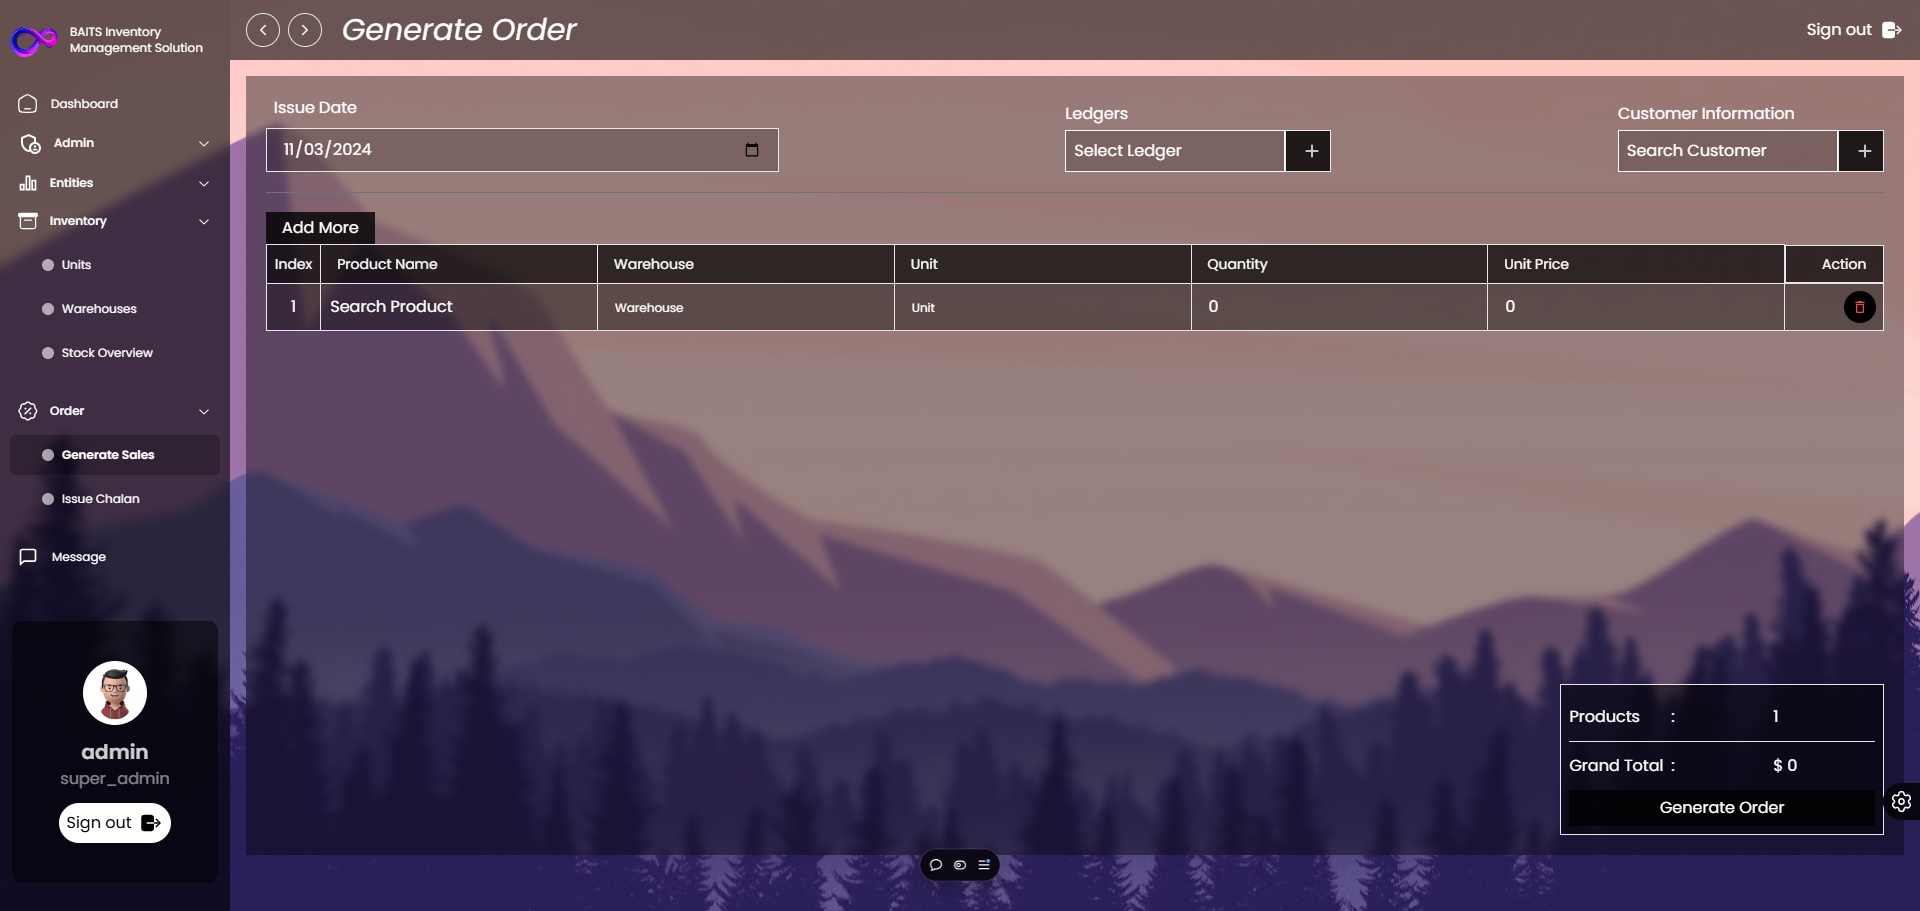 BAITS Inventory
Management Solution
Generate Order
Sign out
Dashboard
Admin
Entities
Inventory
Units
Warehouses
Stock Overview
Order
Generate Sales
Issue Chalan
Message
admin
super_admin
Sign out
Issue Date
11/03/2024
Ledgers
Select Ledger
+
Customer Information
Search Customer
+
Add More
Index Product Name Warehouse Unit Quantity Unit Price Action
1 Search Product Warehouse Unit 0 0
Products : 1
Grand Total : $ 0
Generate Order